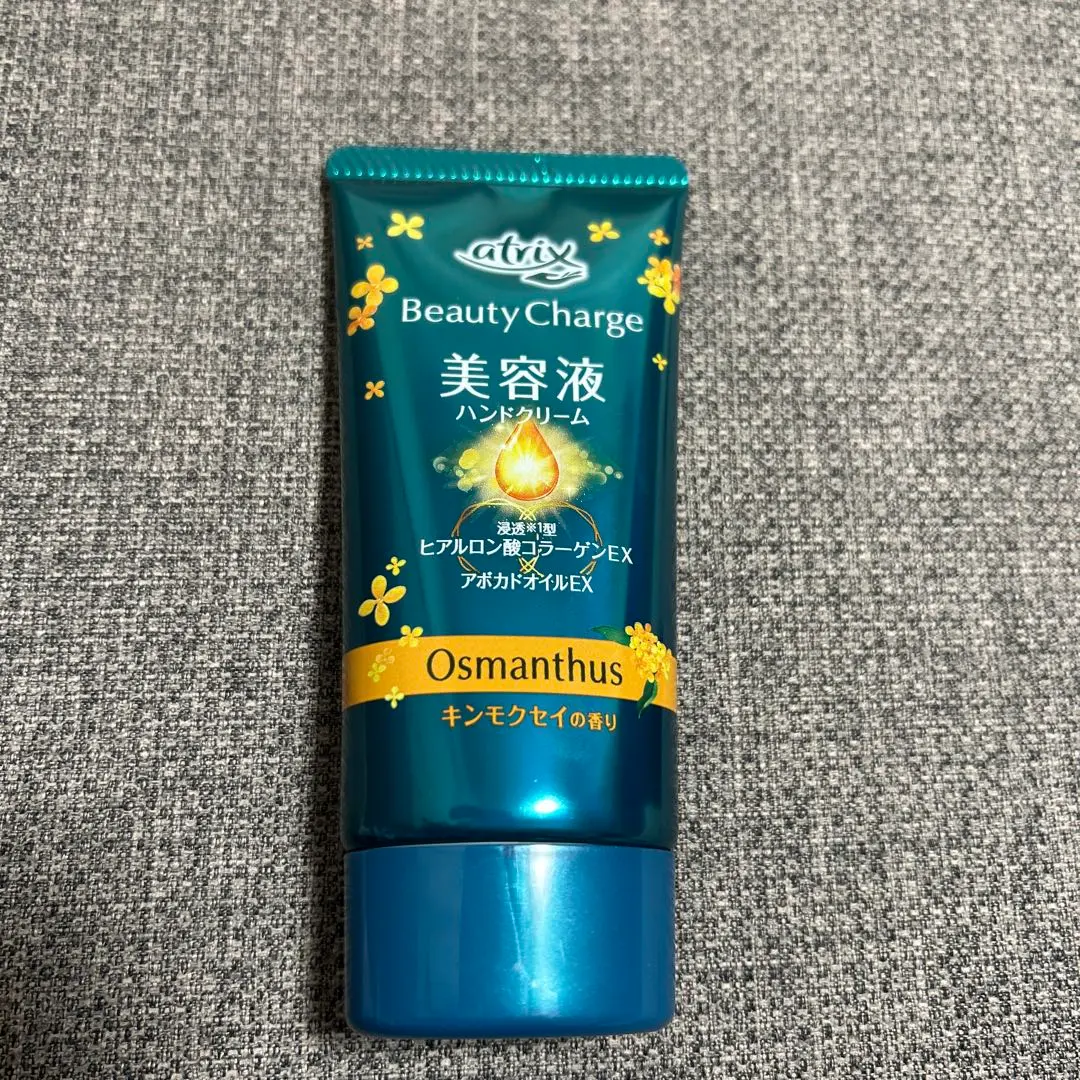 atrix
Beauty Charge
美容液
ハンドクリーム
浸透※1型
ヒアルロン酸コラーゲンEX
アボカドオイルEX
Osmanthus
キンモクセイの香り